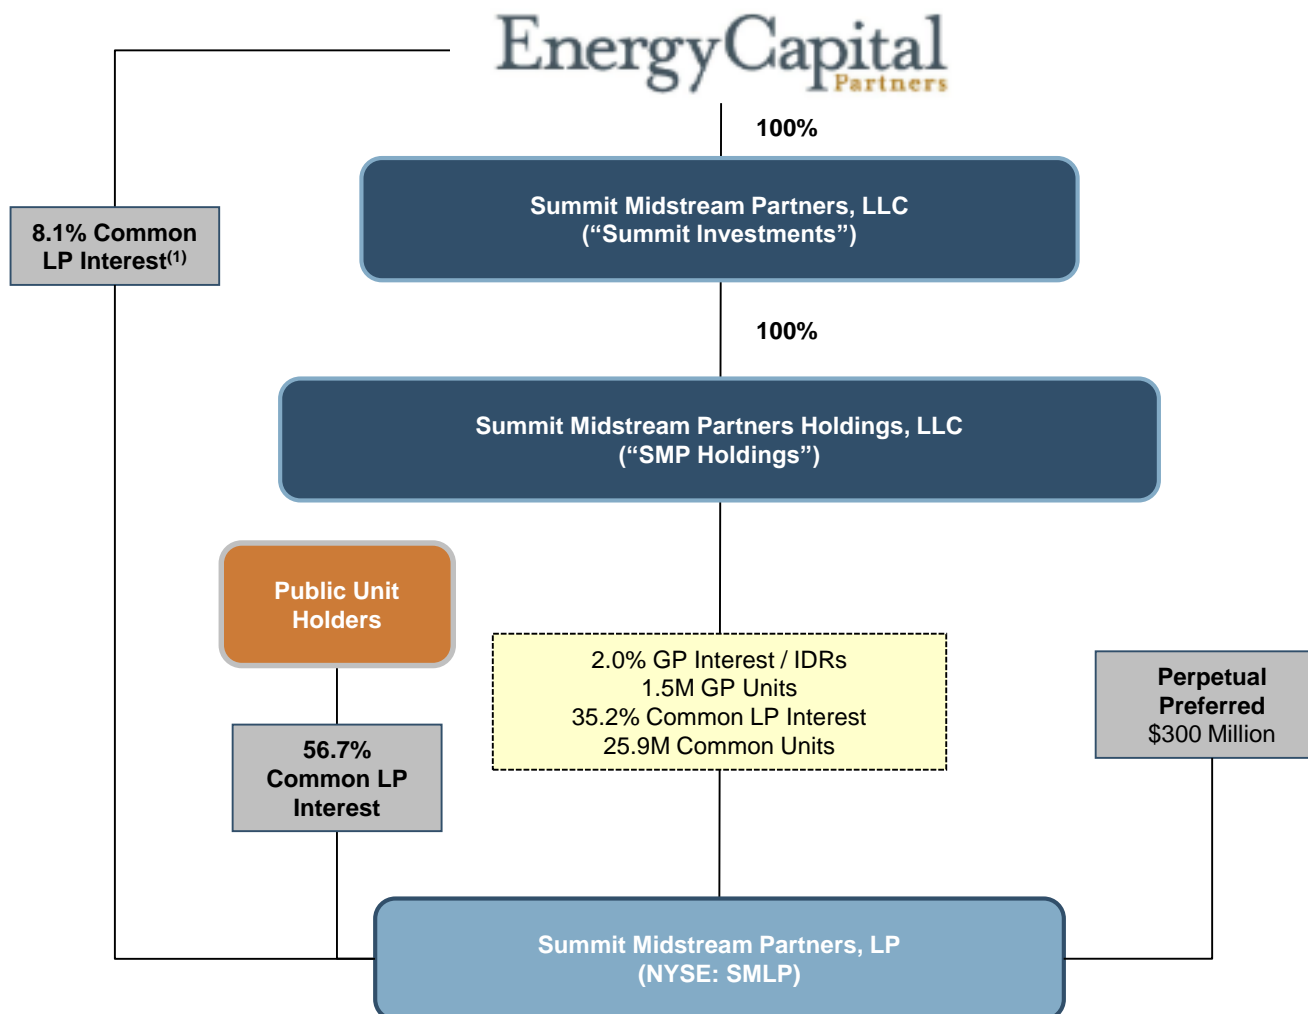 EnergyCapital
Partners
100%
Summit Midstream Partners, LLC
(“Summit Investments”)
8.1% Common
LP Interest(1)
100%
Summit Midstream Partners Holdings, LLC
(“SMP Holdings”)
Public Unit
Holders
2.0% GP Interest / IDRs
1.5M GP Units
35.2% Common LP Interest
25.9M Common Units
Perpetual
Preferred
$300 Million
56.7%
Common LP
Interest
Summit Midstream Partners, LP
(NYSE: SMLP)